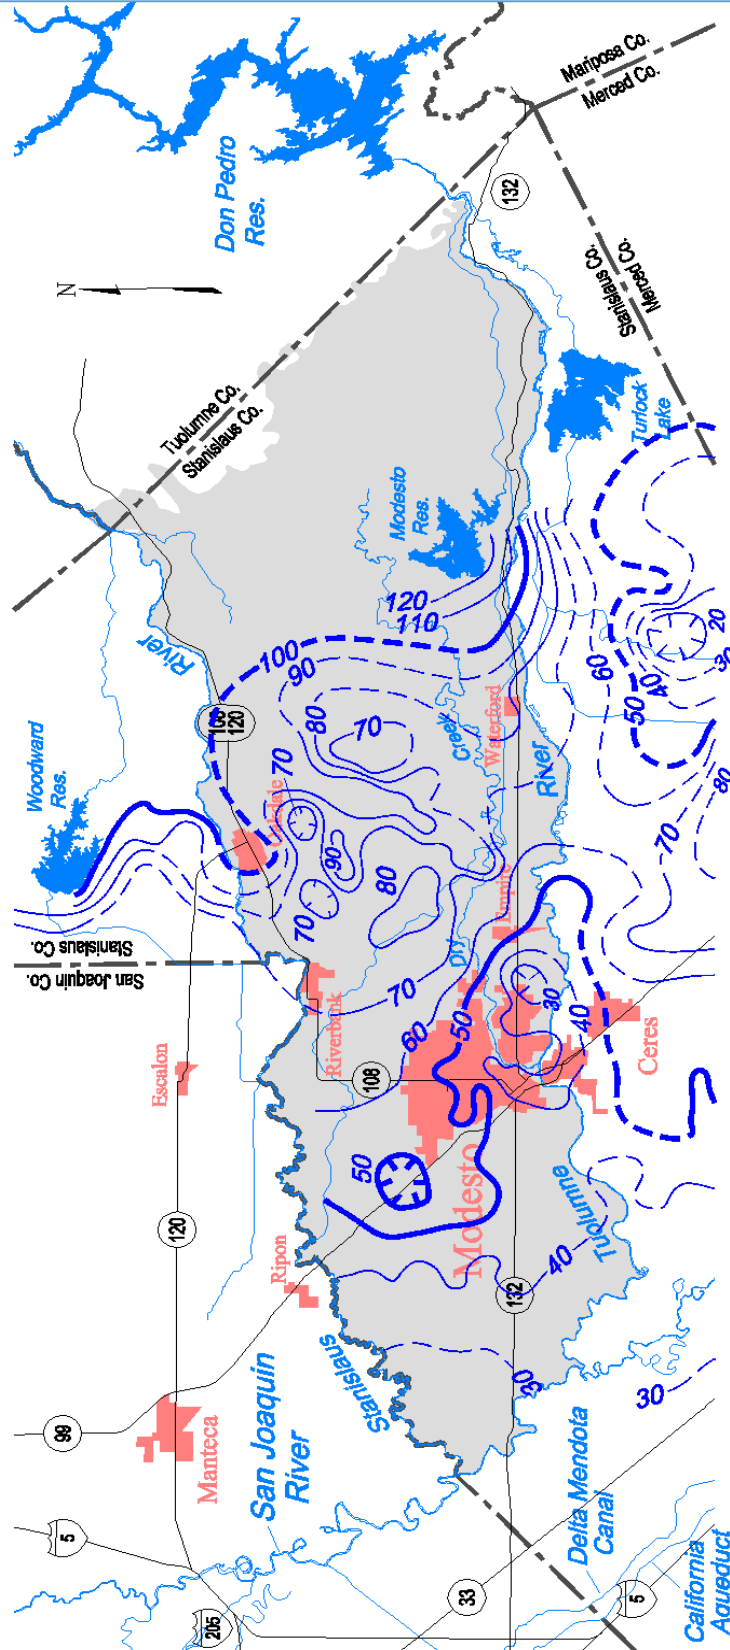 Mariposa Co.
Merced Co.
Don Pedro
Res.
132
N
Stanislaus Co.
Merced Co.
Tuolumne Co.
Stanislaus Co.
Turlock
Lake
Modesto
Res.
120
110
100
90
River
108
120
80
70
70
Creek
Waterford
River
60
50
40
20
30
80
70
Woodward
Res.
Oakdale
90
70
80
Empire
Dry
San Joaquin Co.
Stanislaus Co.
Riverbank
70
60
50
30
40
Ceres
Escalon
108
50
Modesto
Tuolumne
40
120
Ripon
132
Stanislaus
30
30
99
Manteca
San Joaquin
River
5
205
33
Delta Mendota
Canal
5
California
Aqueduct